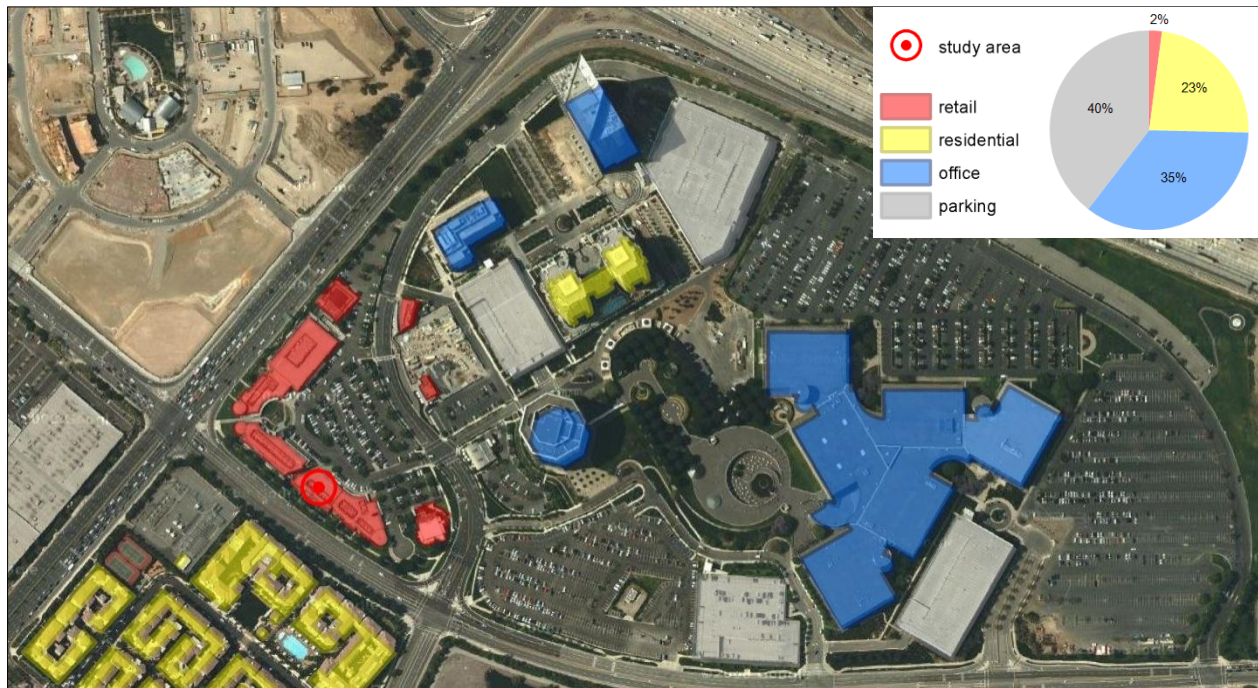 study area
retail
residential
office
parking
2%
23%
35%
40%